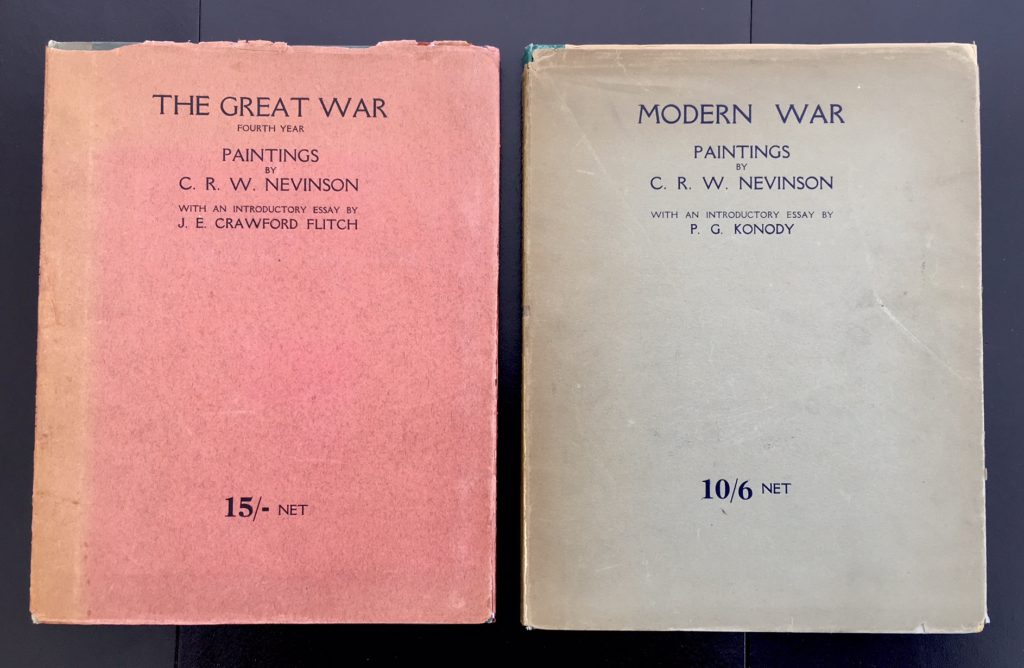 THE GREAT WAR
FOURTH YEAR
PAINTINGS
BY
C. R. W. NEVINSON
WITH AN INTRODUCTORY ESSAY BY
J. E. CRAWFORD FLITCH
15/- NET
MODERN WAR
PAINTINGS
BY
C. R. W. NEVINSON
WITH AN INTRODUCTORY ESSAY BY
P. G. KONODY
10/6 NET